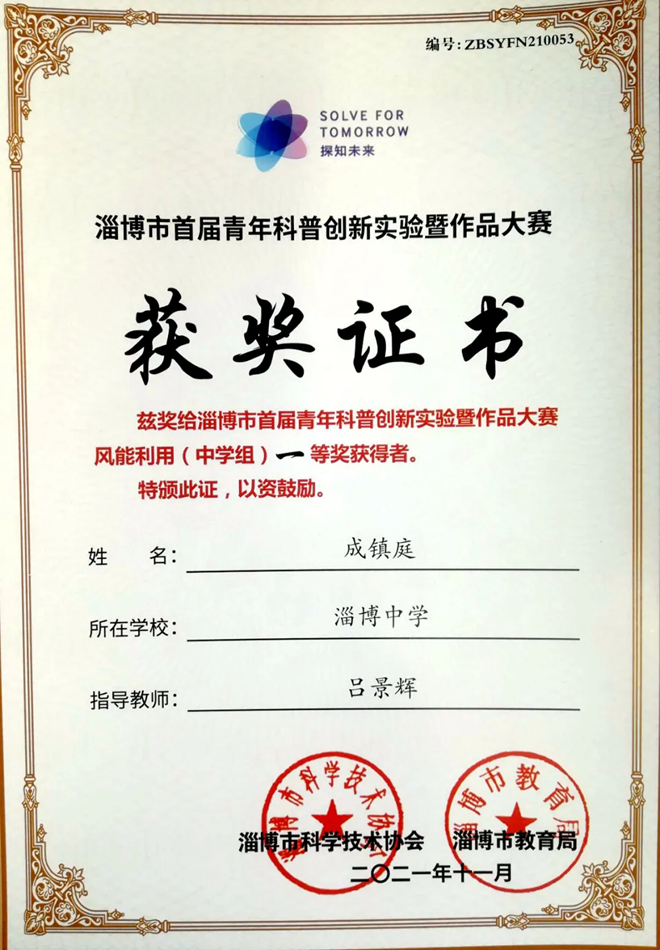 编号:ZBSYFN210053
SOLVE FOR
TOMORROW
探知未来
淄博市首届青年科普创新实验暨作品大赛
获奖证书
兹奖给淄博市首届青年科普创新实验暨作品大赛
风能利用(中学组)一等奖获得者。
特颁此证,以资鼓励。
姓 名: 成镇庭
所在学校: 淄博中学
指导教师: 吕景辉
淄博市科学技术协会
淄博市教育局
淄博市科学技术协会 淄博市教育局
二〇二一年十一月